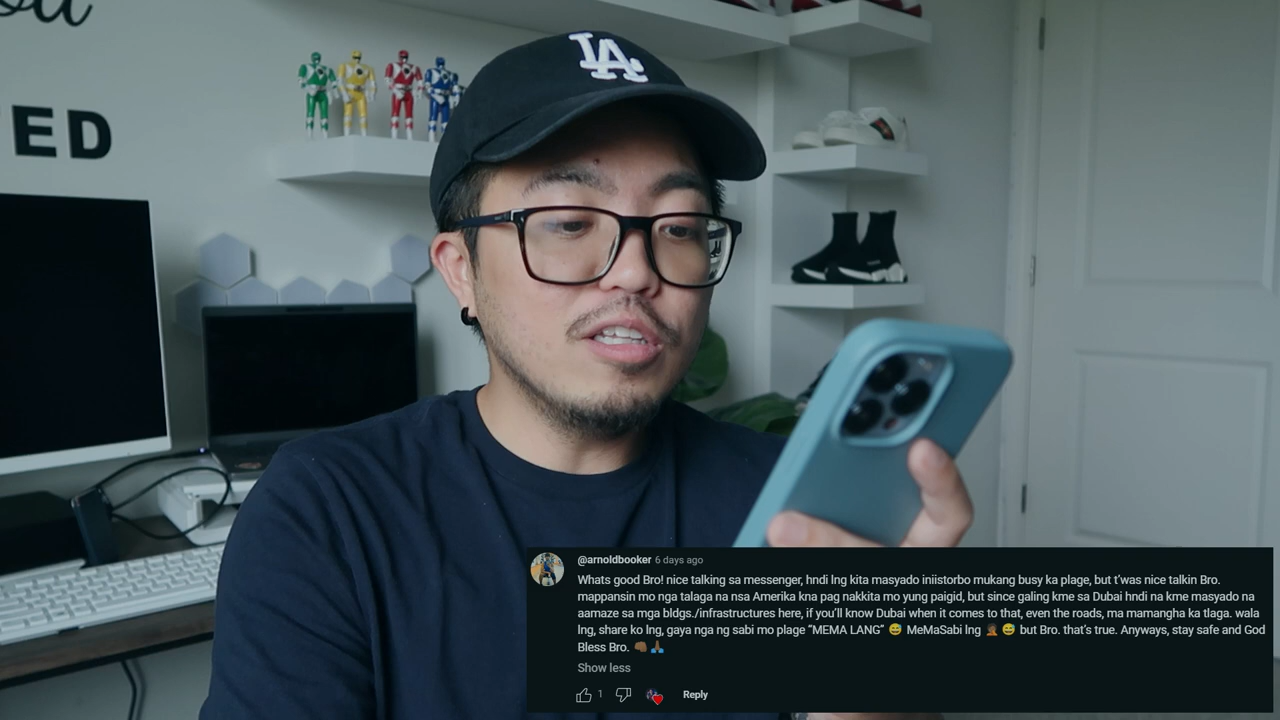 TED
LA
@arnoldbooker 6 days ago
Whats good Bro! nice talking sa messenger, hndi lng kita masyado iniistorbo mukang busy ka plage, but t'was nice talkin Bro.
mappansin mo nga talaga na nsa Amerika kna pag nakkita mo yung paigid, but since galing kme sa Dubai hndi na kme masyado na
aamaze sa mga bldgs./infrastructures here, if you'll know Dubai when it comes to that, even the roads, ma mamangha ka tlaga. wala
lng, share ko lng, gaya nga ng sabi mo plage “MEMA LANG” 😅 MeMaSabi lng 🤦🏾 😅 but Bro. that's true. Anyways, stay safe and God
Bless Bro. 👊🏾🙏🏾
Show less
1 Reply